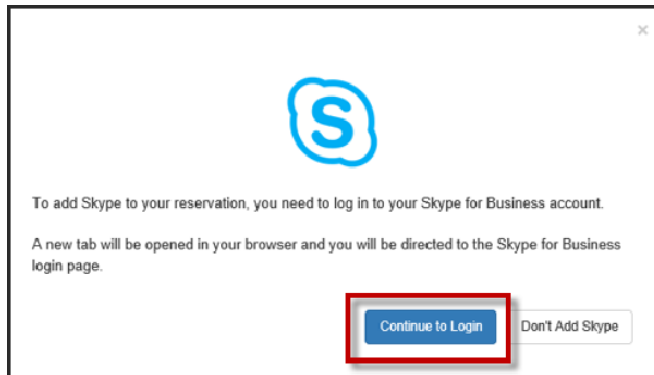 S
To add Skype to your reservation, you need to log in to your Skype for Business account.
A new tab will be opened in your browser and you will be directed to the Skype for Business
login page.
Continue to Login Don't Add Skype